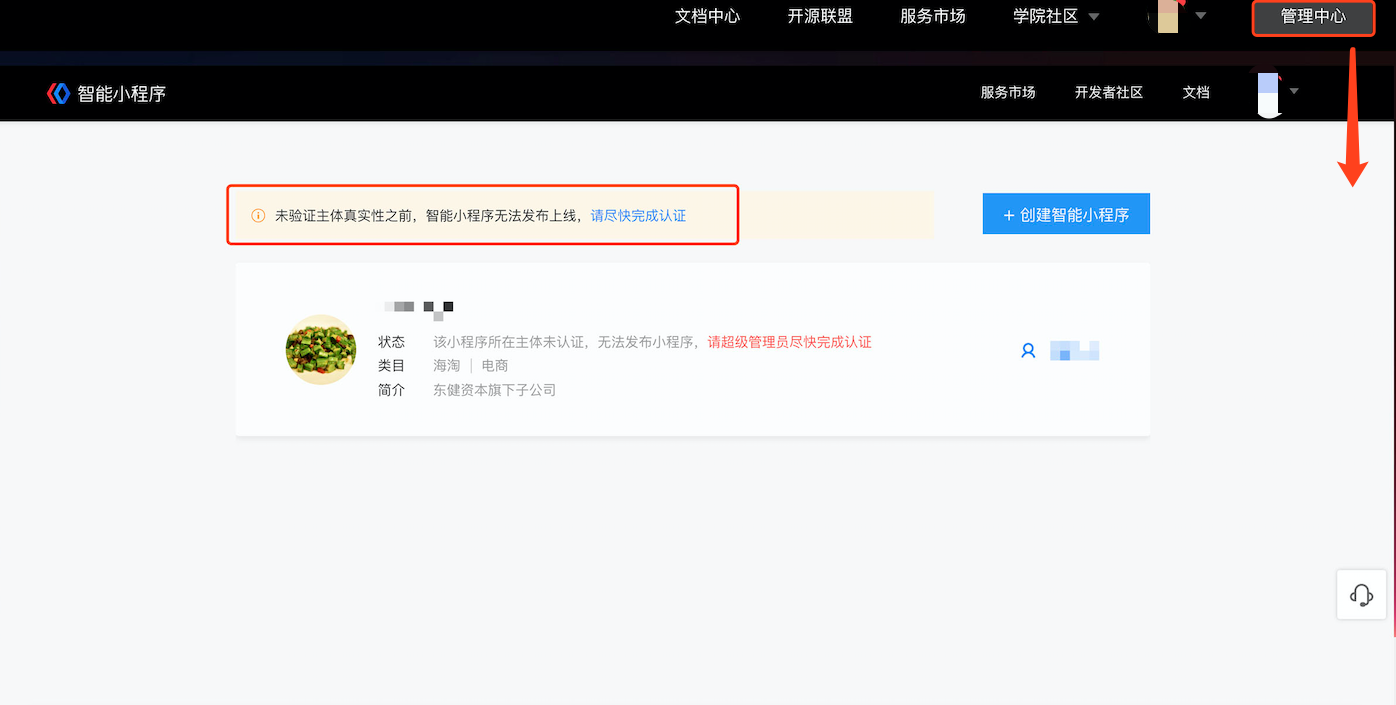 文档中心 开源联盟 服务市场 学院社区 管理中心
智能小程序 服务市场 开发者社区 文档
未验证主体真实性之前，智能小程序无法发布上线，请尽快完成认证
+ 创建智能小程序
状态 该小程序所在主体未认证，无法发布小程序，请超级管理员尽快完成认证
类目 海淘 | 电商
简介 东健资本旗下子公司